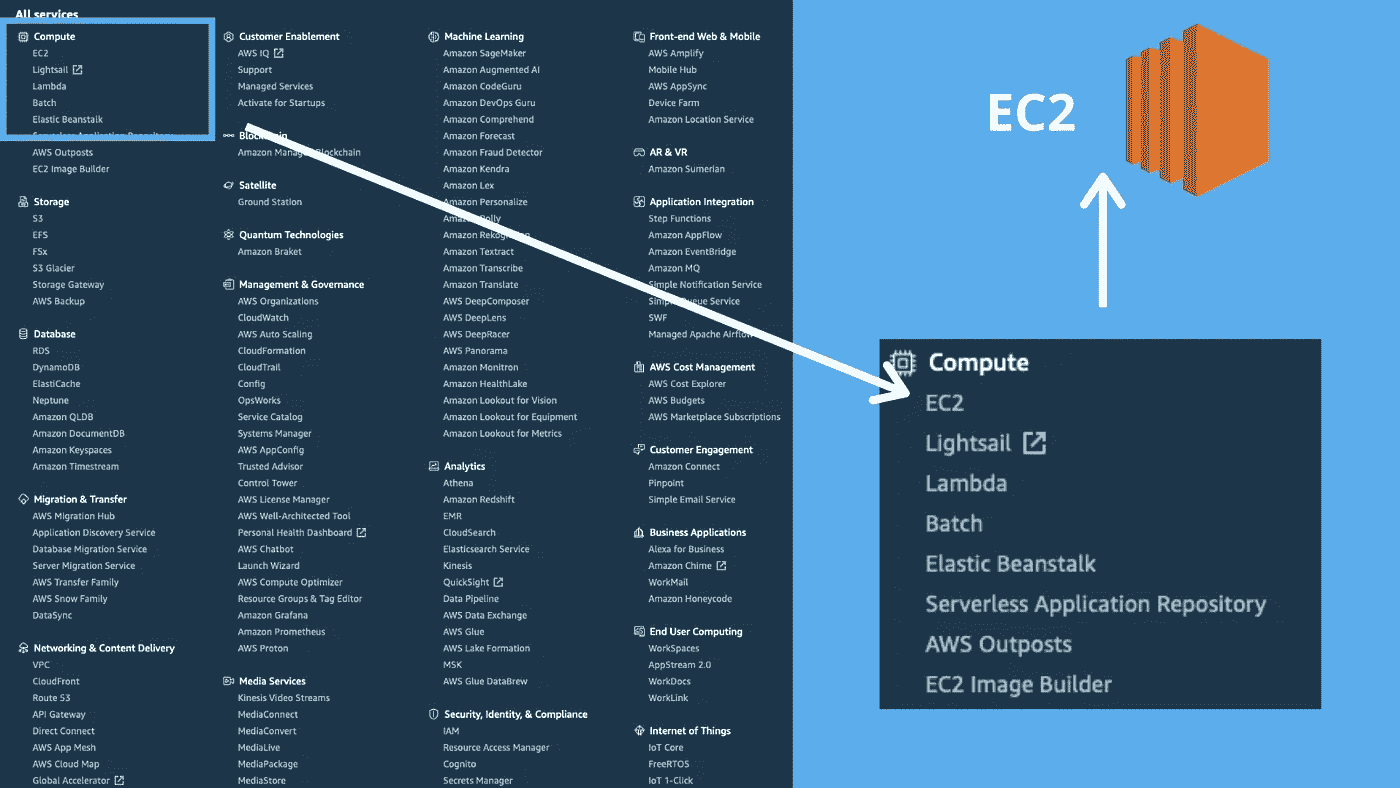 All services
Compute
EC2
Lightsail
Lambda
Batch
Elastic Beanstalk
Serverless Application Repository
AWS Outposts
EC2 Image Builder
Storage
S3
EFS
FSx
S3 Glacier
Storage Gateway
AWS Backup
Database
RDS
DynamoDB
ElastiCache
Neptune
Amazon QLDB
Amazon DocumentDB
Amazon Keyspaces
Amazon Timestream
Migration & Transfer
AWS Migration Hub
Application Discovery Service
Database Migration Service
Server Migration Service
AWS Transfer Family
AWS Snow Family
DataSync
Networking & Content Delivery
VPC
CloudFront
Route 53
API Gateway
Direct Connect
AWS App Mesh
AWS Cloud Map
Global Accelerator
Customer Enablement
AWS IQ
Support
Managed Services
Activate for Startups
Blockchain
Amazon Managed Blockchain
Satellite
Ground Station
Quantum Technologies
Amazon Braket
Management & Governance
AWS Organizations
CloudWatch
AWS Auto Scaling
CloudFormation
CloudTrail
Config
OpsWorks
Service Catalog
Systems Manager
AWS AppConfig
Trusted Advisor
Control Tower
AWS License Manager
AWS Well-Architected Tool
Personal Health Dashboard
AWS Chatbot
Launch Wizard
AWS Compute Optimizer
Resource Groups & Tag Editor
Amazon Grafana
Amazon Prometheus
AWS Proton
Media Services
Kinesis Video Streams
MediaConnect
MediaConvert
MediaLive
MediaPackage
MediaStore
Machine Learning
Amazon SageMaker
Amazon Augmented AI
Amazon CodeGuru
Amazon DevOps Guru
Amazon Comprehend
Amazon Forecast
Amazon Fraud Detector
Amazon Kendra
Amazon Lex
Amazon Personalize
Amazon Polly
Amazon Rekognition
Amazon Textract
Amazon Transcribe
Amazon Translate
AWS DeepComposer
AWS DeepLens
AWS DeepRacer
AWS Panorama
Amazon Monitron
Amazon HealthLake
Amazon Lookout for Vision
Amazon Lookout for Equipment
Amazon Lookout for Metrics
Analytics
Athena
Amazon Redshift
EMR
CloudSearch
Elasticsearch Service
Kinesis
QuickSight
Data Pipeline
AWS Data Exchange
AWS Glue
AWS Lake Formation
MSK
AWS Glue DataBrew
Security, Identity, & Compliance
IAM
Resource Access Manager
Cognito
Secrets Manager
Front-end Web & Mobile
AWS Amplify
Mobile Hub
AWS AppSync
Device Farm
Amazon Location Service
AR & VR
Amazon Sumerian
Application Integration
Step Functions
Amazon AppFlow
Amazon EventBridge
Amazon MQ
Simple Notification Service
Simple Queue Service
SWF
Managed Apache Airflow
AWS Cost Management
AWS Cost Explorer
AWS Budgets
AWS Marketplace Subscriptions
Customer Engagement
Amazon Connect
Pinpoint
Simple Email Service
Business Applications
Alexa for Business
Amazon Chime
WorkMail
Amazon Honeycode
End User Computing
WorkSpaces
AppStream 2.0
WorkDocs
WorkLink
Internet of Things
IoT Core
FreeRTOS
IoT 1-Click
EC2
Compute
EC2
Lightsail
Lambda
Batch
Elastic Beanstalk
Serverless Application Repository
AWS Outposts
EC2 Image Builder